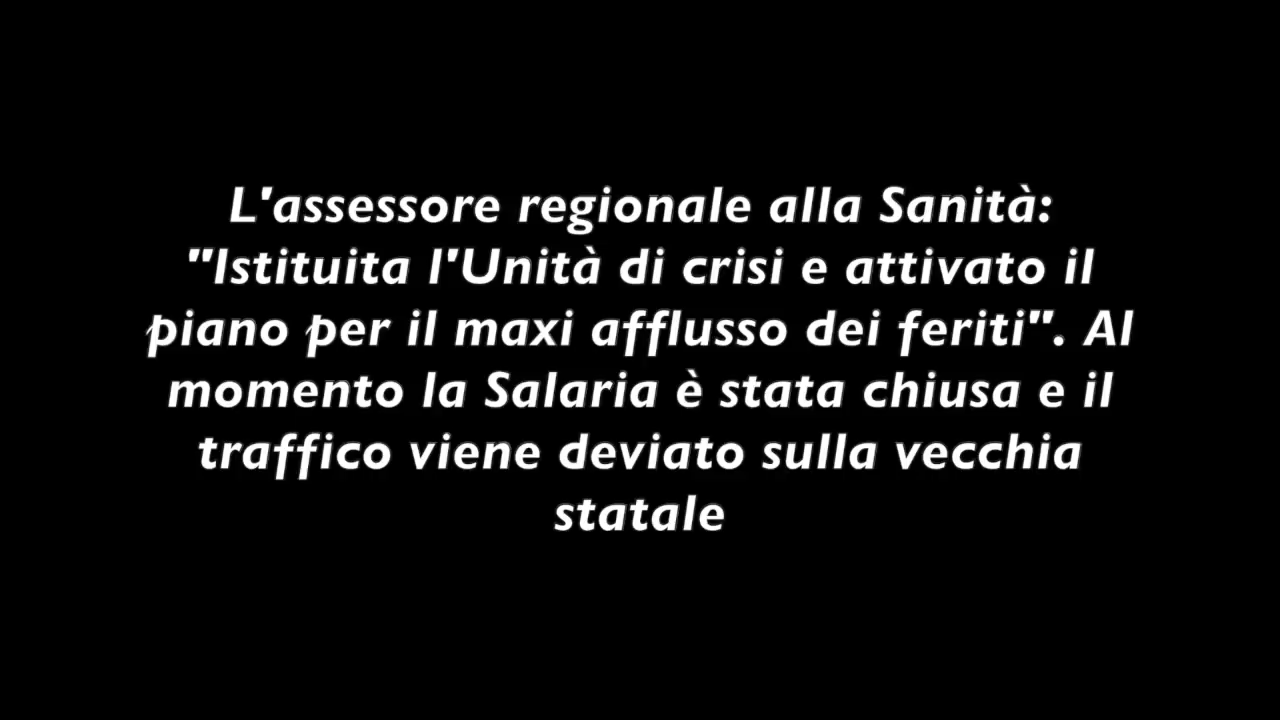 L'assessore regionale alla Sanità:
"Istituita l'Unità di crisi e attivato il
piano per il maxi afflusso dei feriti". Al
momento la Salaria è stata chiusa e il
traffico viene deviato sulla vecchia
statale